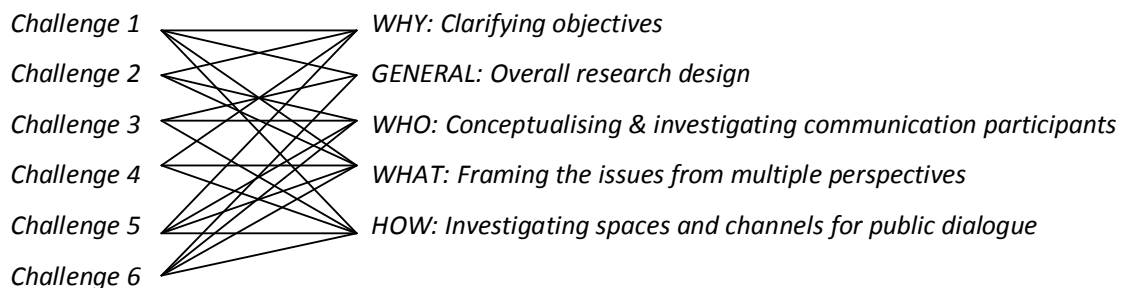 Challenge 1 WHY: Clarifying objectives
Challenge 2 GENERAL: Overall research design
Challenge 3 WHO: Conceptualising & investigating communication participants
Challenge 4 WHAT: Framing the issues from multiple perspectives
Challenge 5 HOW: Investigating spaces and channels for public dialogue
Challenge 6